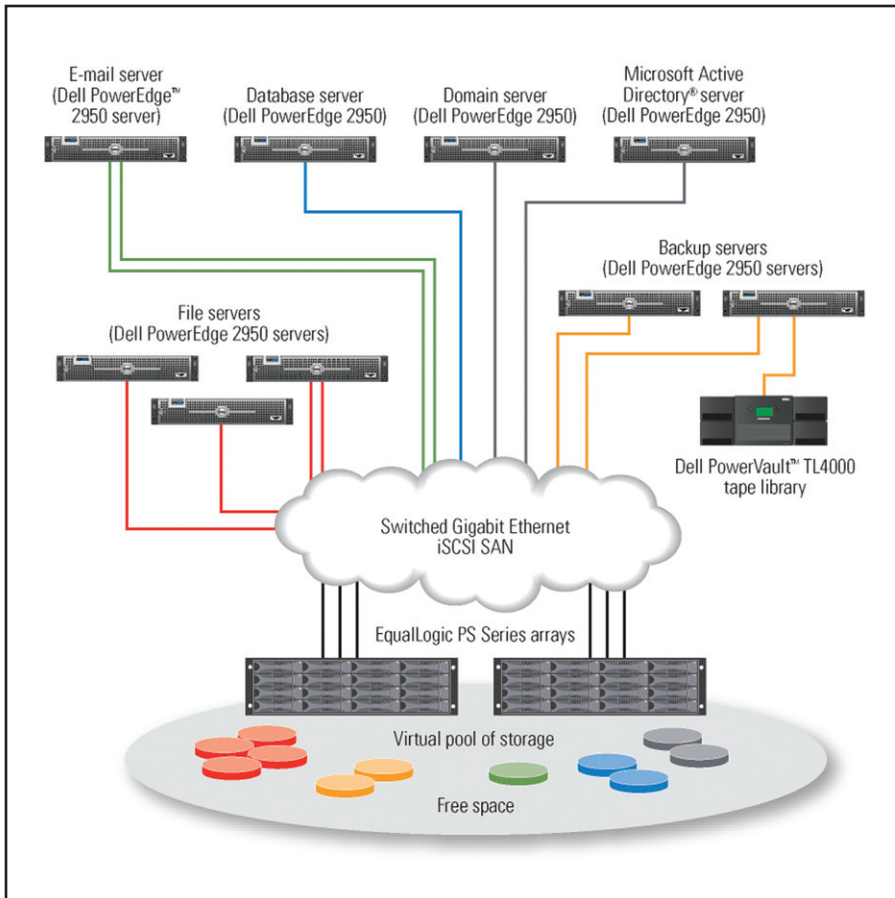 E-mail server
(Dell PowerEdge™
2950 server)
Database server
(Dell PowerEdge 2950)
Domain server
(Dell PowerEdge 2950)
Microsoft Active
Directory® server
(Dell PowerEdge 2950)
Backup servers
(Dell PowerEdge 2950 servers)
File servers
(Dell PowerEdge 2950 servers)
Dell PowerVault™ TL4000
tape library
Switched Gigabit Ethernet
iSCSI SAN
EqualLogic PS Series arrays
Virtual pool of storage
Free space